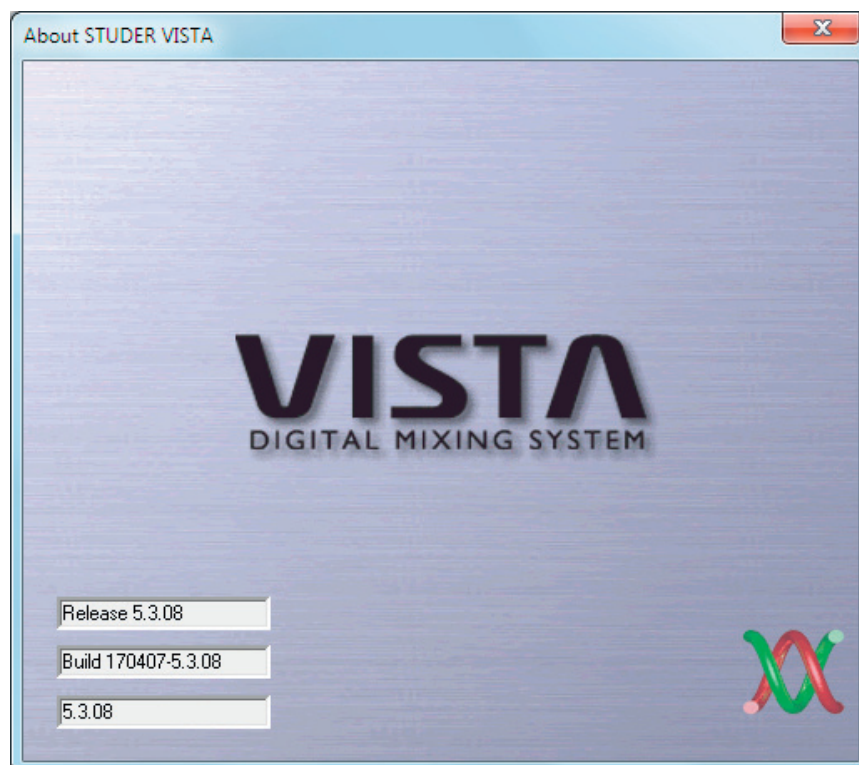 About STUDER VISTA
VISTA
DIGITAL MIXING SYSTEM
Release 5.3.08
Build 170407-5.3.08
5.3.08